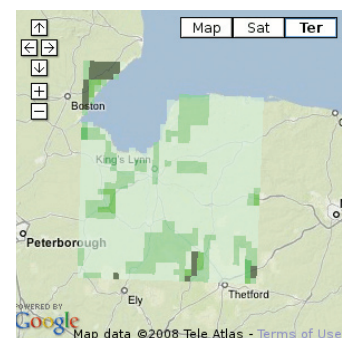 Map Sat Ter
Boston
King's Lynn
Peterborough
Ely
Thetford
POWERED BY
Google
Map data ©2008 Tele Atlas - Terms of Use